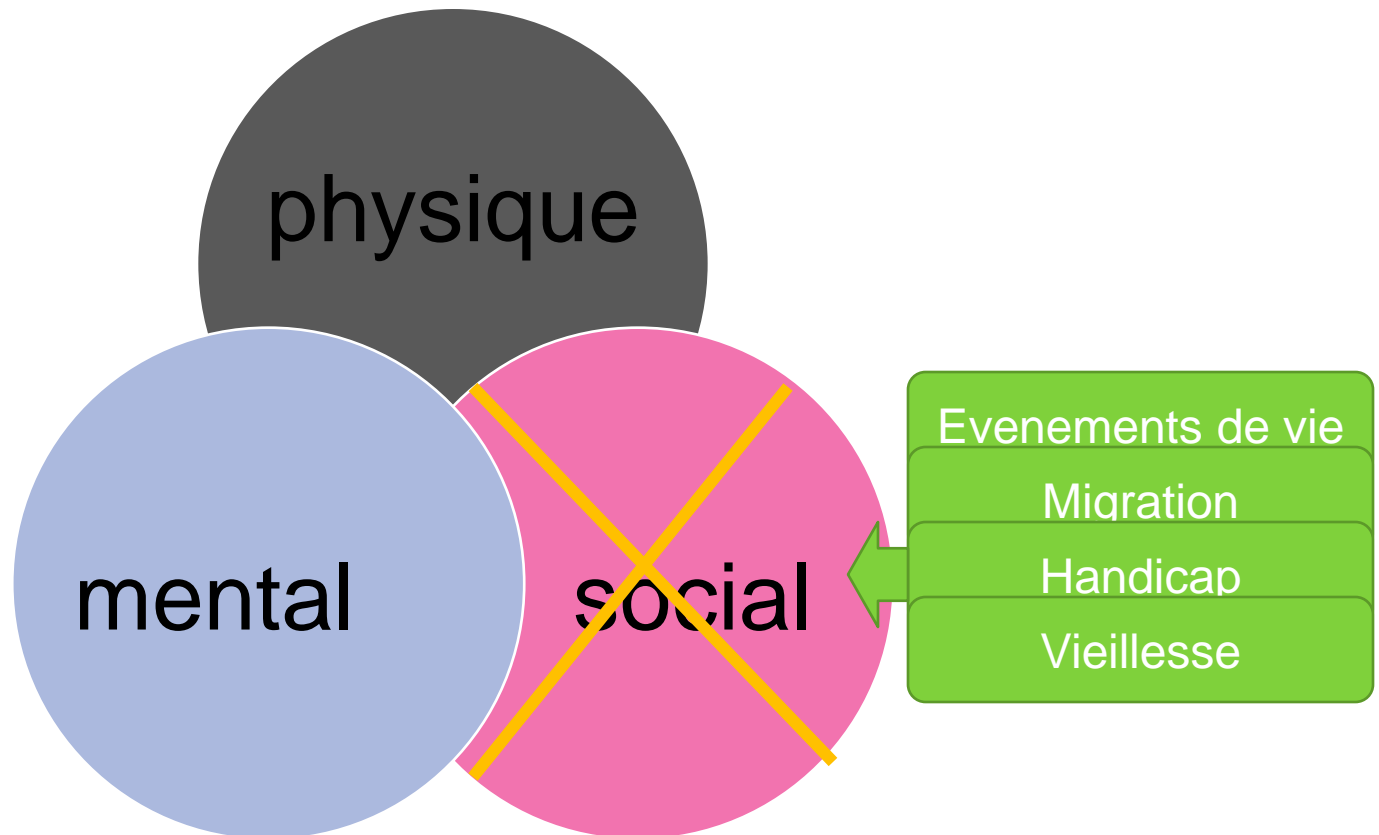 physique
mental
social
Evenements de vie
Migration
Handicap
Vieillesse